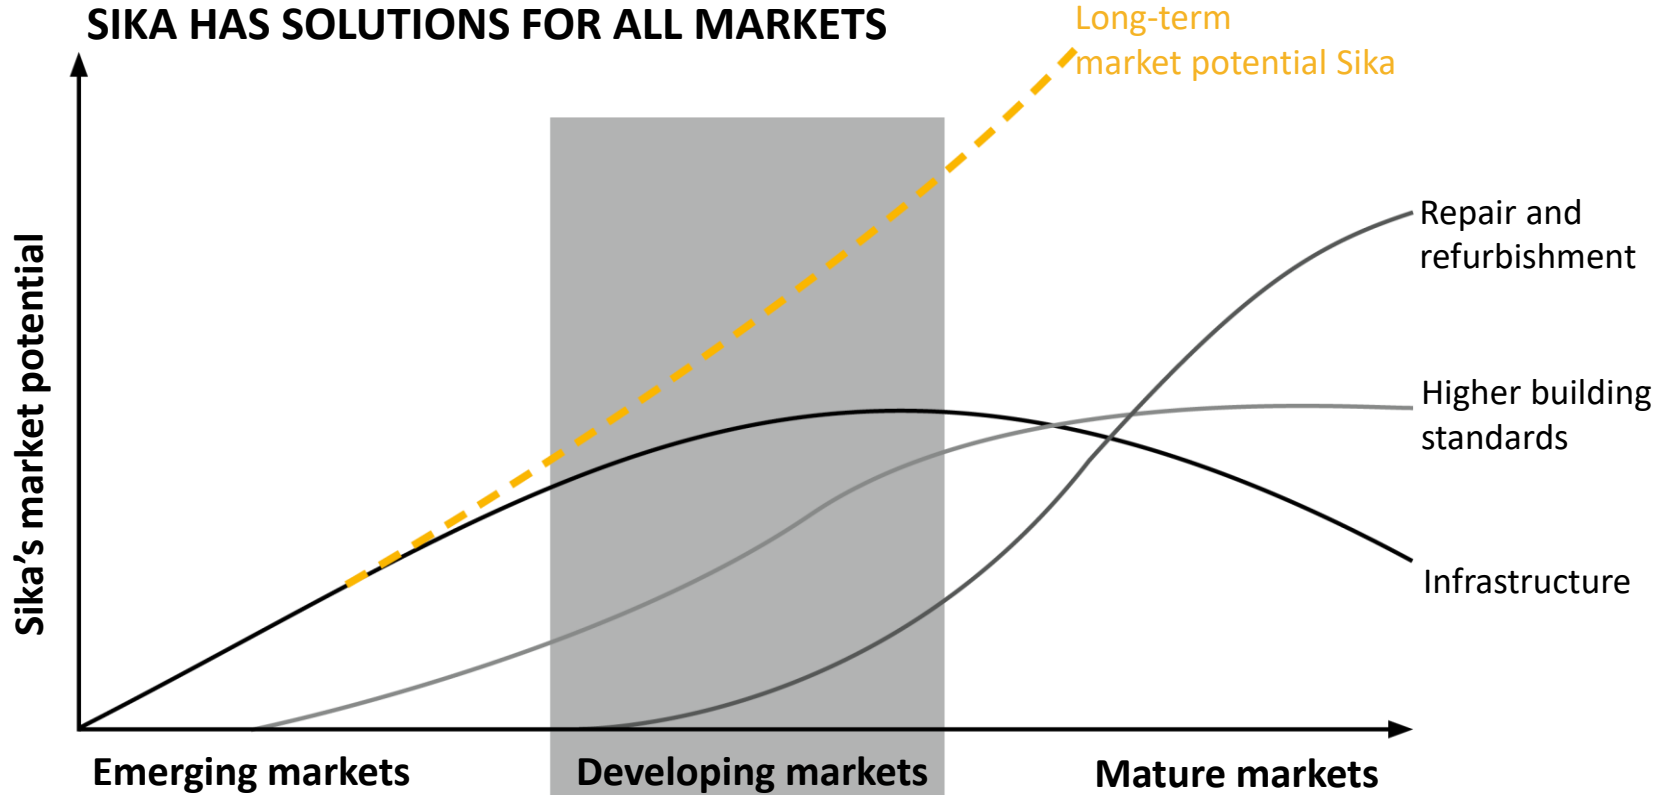 SIKA HAS SOLUTIONS FOR ALL MARKETS
Long-term
market potential Sika
Sika’s market potential
Repair and
refurbishment
Higher building
standards
Infrastructure
Emerging markets
Developing markets
Mature markets